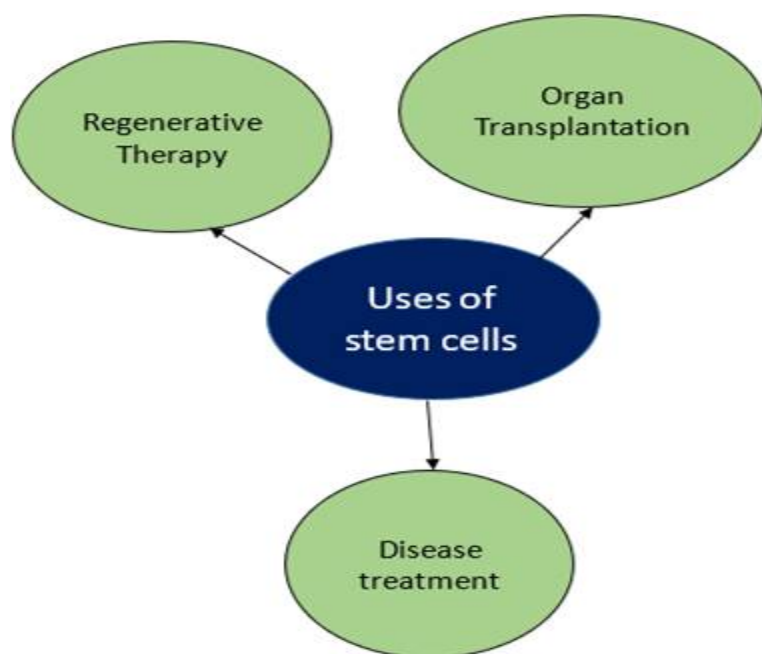 Regenerative
Therapy
Organ
Transplantation
Uses of
stem cells
Disease
treatment